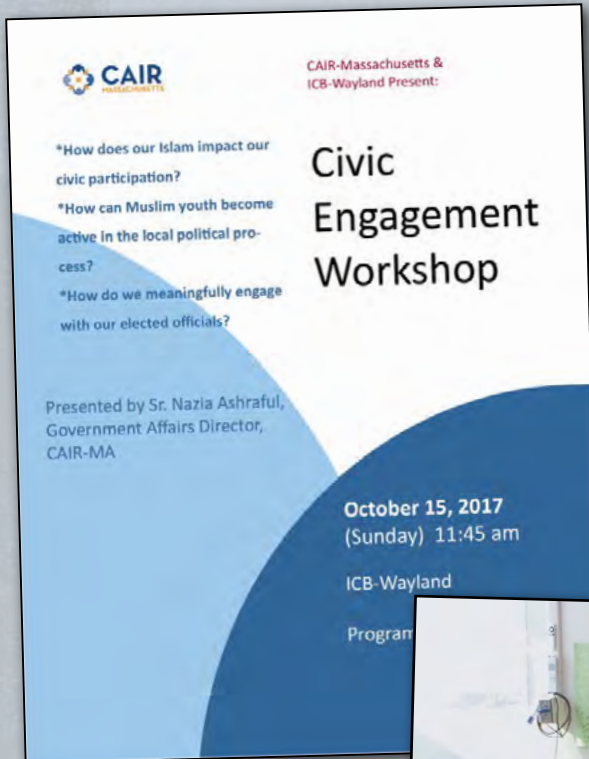 CAIR
MASSACHUSETTS
*How does our Islam impact our
civic participation?
*How can Muslim youth become
active in the local political pro-
cess?
*How do we meaningfully engage
with our elected officials?
Presented by Sr. Nazia Ashraful,
Government Affairs Director,
CAIR-MA
CAIR-Massachusetts &
ICB-Wayland Present:
Civic
Engagement
Workshop
October 15, 2017
(Sunday) 11:45 am
ICB-Wayland
Program